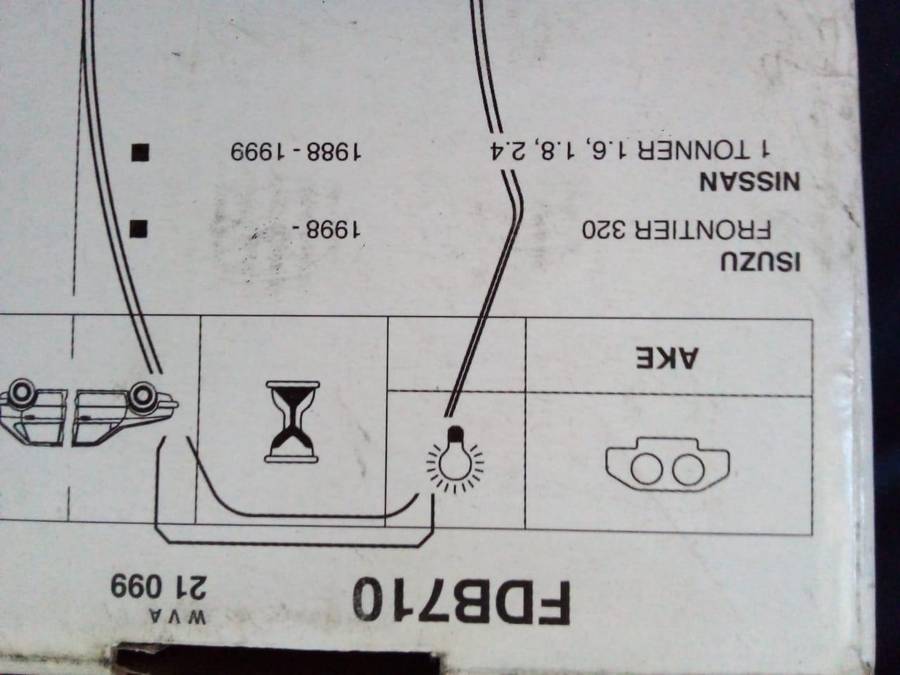 FDB710 WVA
21 099
AKE
ISUZU
FRONTIER 320 1998 -
NISSAN
1 TONNER 1.6, 1.8, 2.4 1988 - 1999